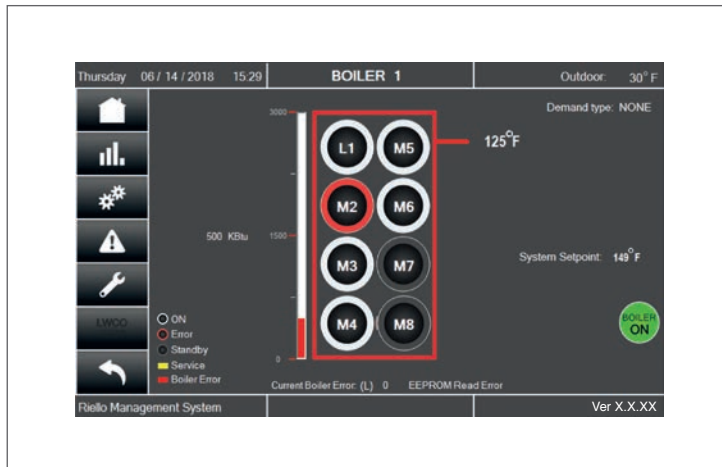 Thursday 06 / 14 / 2018 15:29 BOILER 1 Outdoor: 30°F
Demand type: NONE
3000
L1 M5 125°F
M2 M6
500 KBtu 1500
M3 M7
System Setpoint: 149°F
LWCO
M4 M8
BOILER
ON
ON
Error
Standby
0
Service
Boiler Error
Current Boiler Error: (L) 0 EEPROM Read Error
Riello Management System Ver X.X.XX